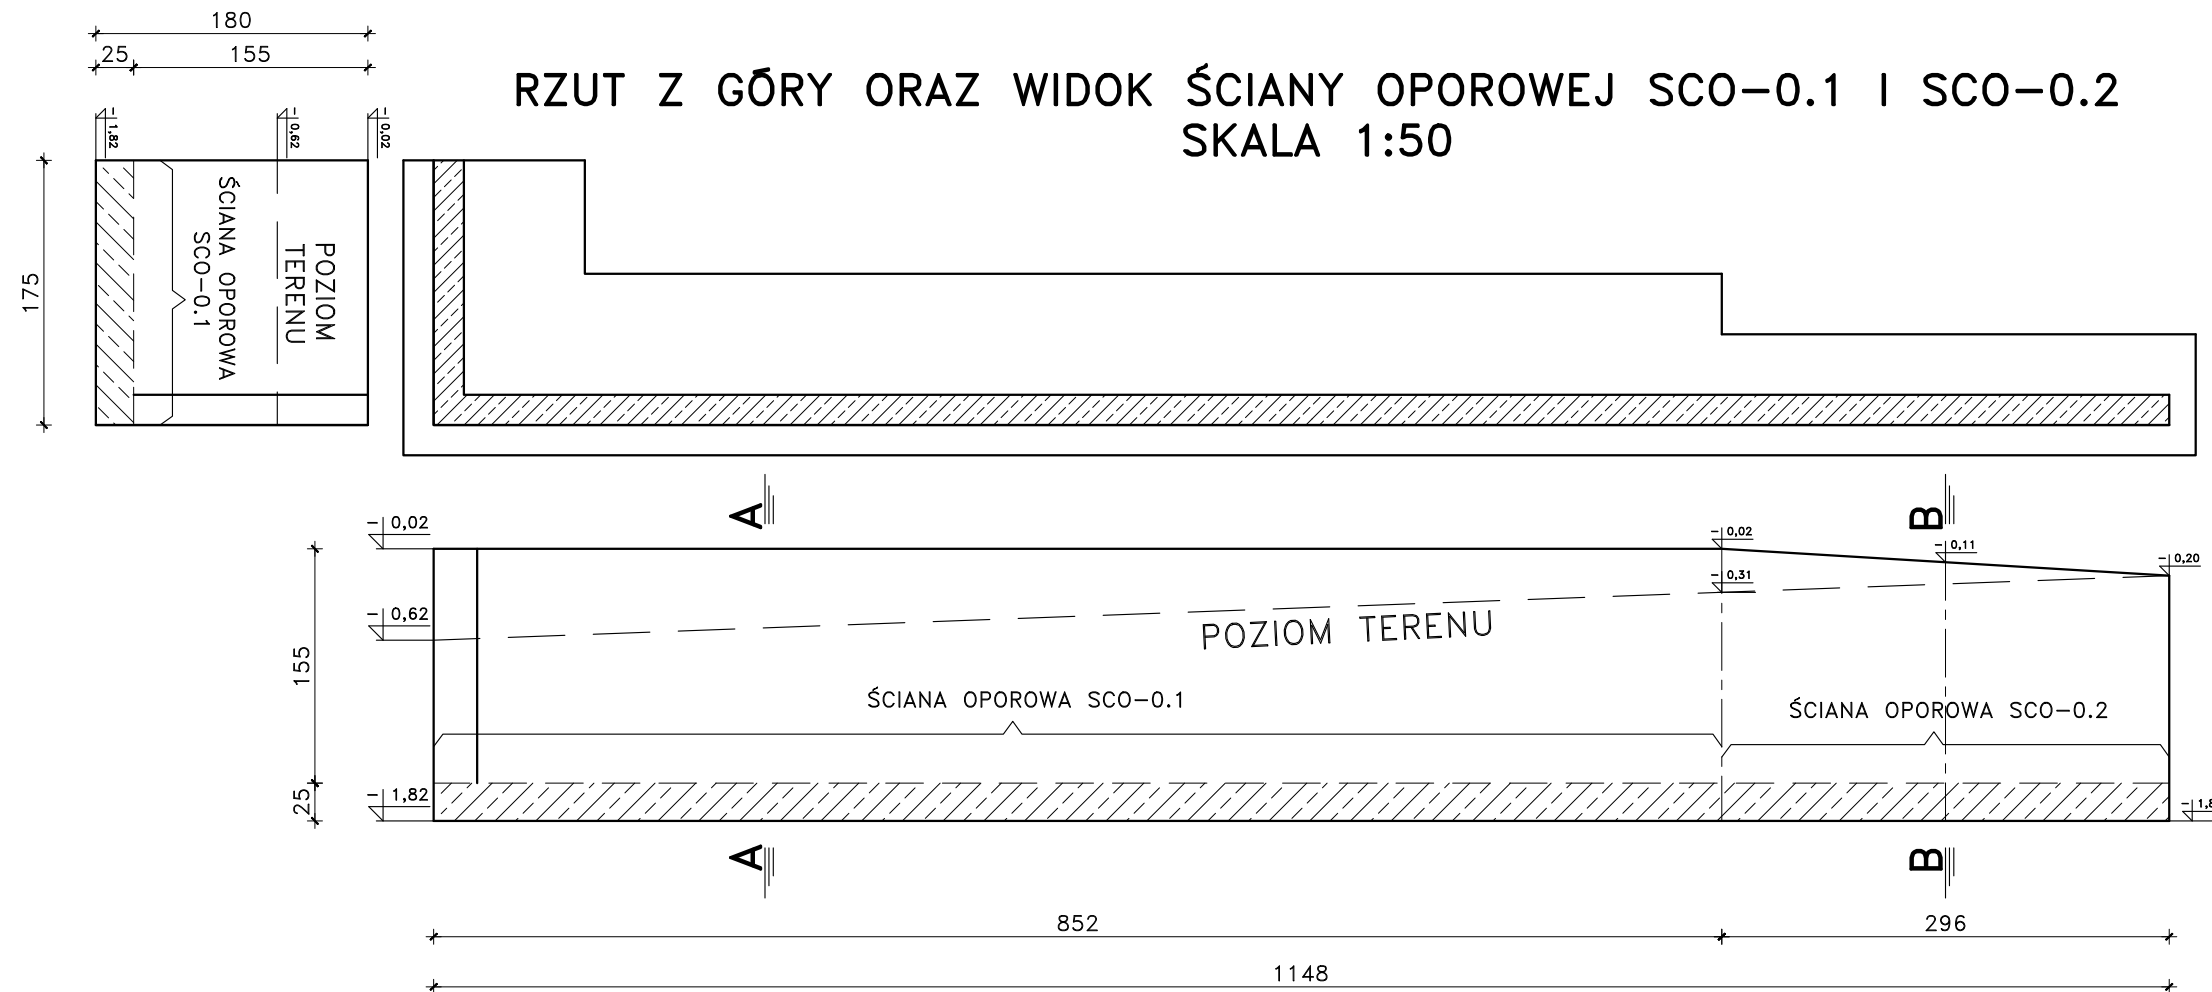 180
25 155
RZUT Z GÓRY ORAZ WIDOK ŚCIANY OPOROWEJ SCO-0.1 I SCO-0.2
SKALA 1:50
- 1,82
- 0,62
- 0,02
175
ŚCIANA OPOROWA
SCO-0.1
POZIOM
TERENU
A
B
- 0,02
- 0,02
- 0,11
- 0,20
- 0,31
- 0,62
POZIOM TERENU
155
ŚCIANA OPOROWA SCO-0.1
ŚCIANA OPOROWA SCO-0.2
25
- 1,82
A
B
852
296
1148